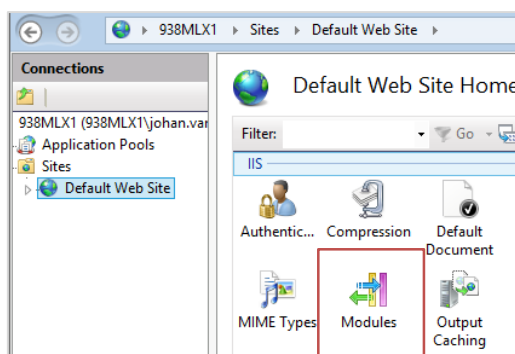 938MLX1 Sites Default Web Site
Connections
938MLX1 (938MLX1\johan.var
Application Pools
Sites
Default Web Site
Default Web Site Home
Filter: Go
IIS
Authentic... Compression Default
Document
MIME Types Modules Output
Caching